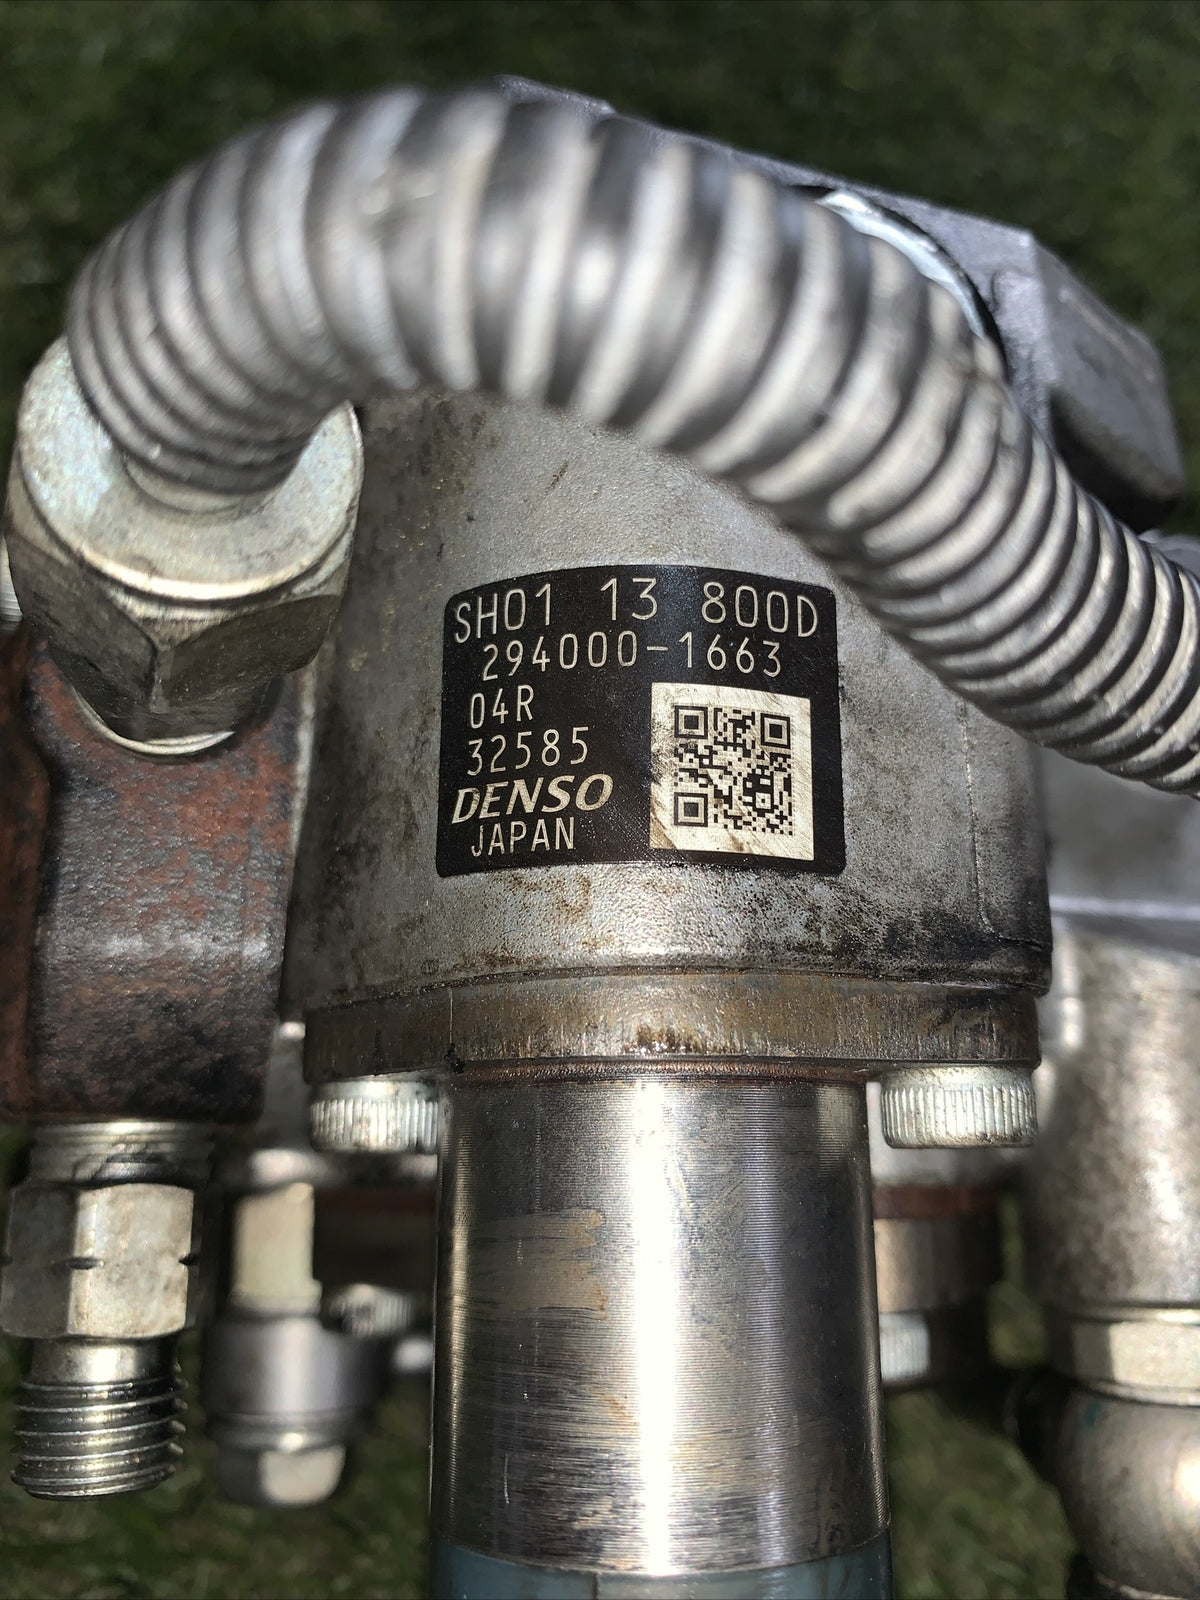 SH01 13 800D
294000-1663
04R
32585
DENSO
JAPAN